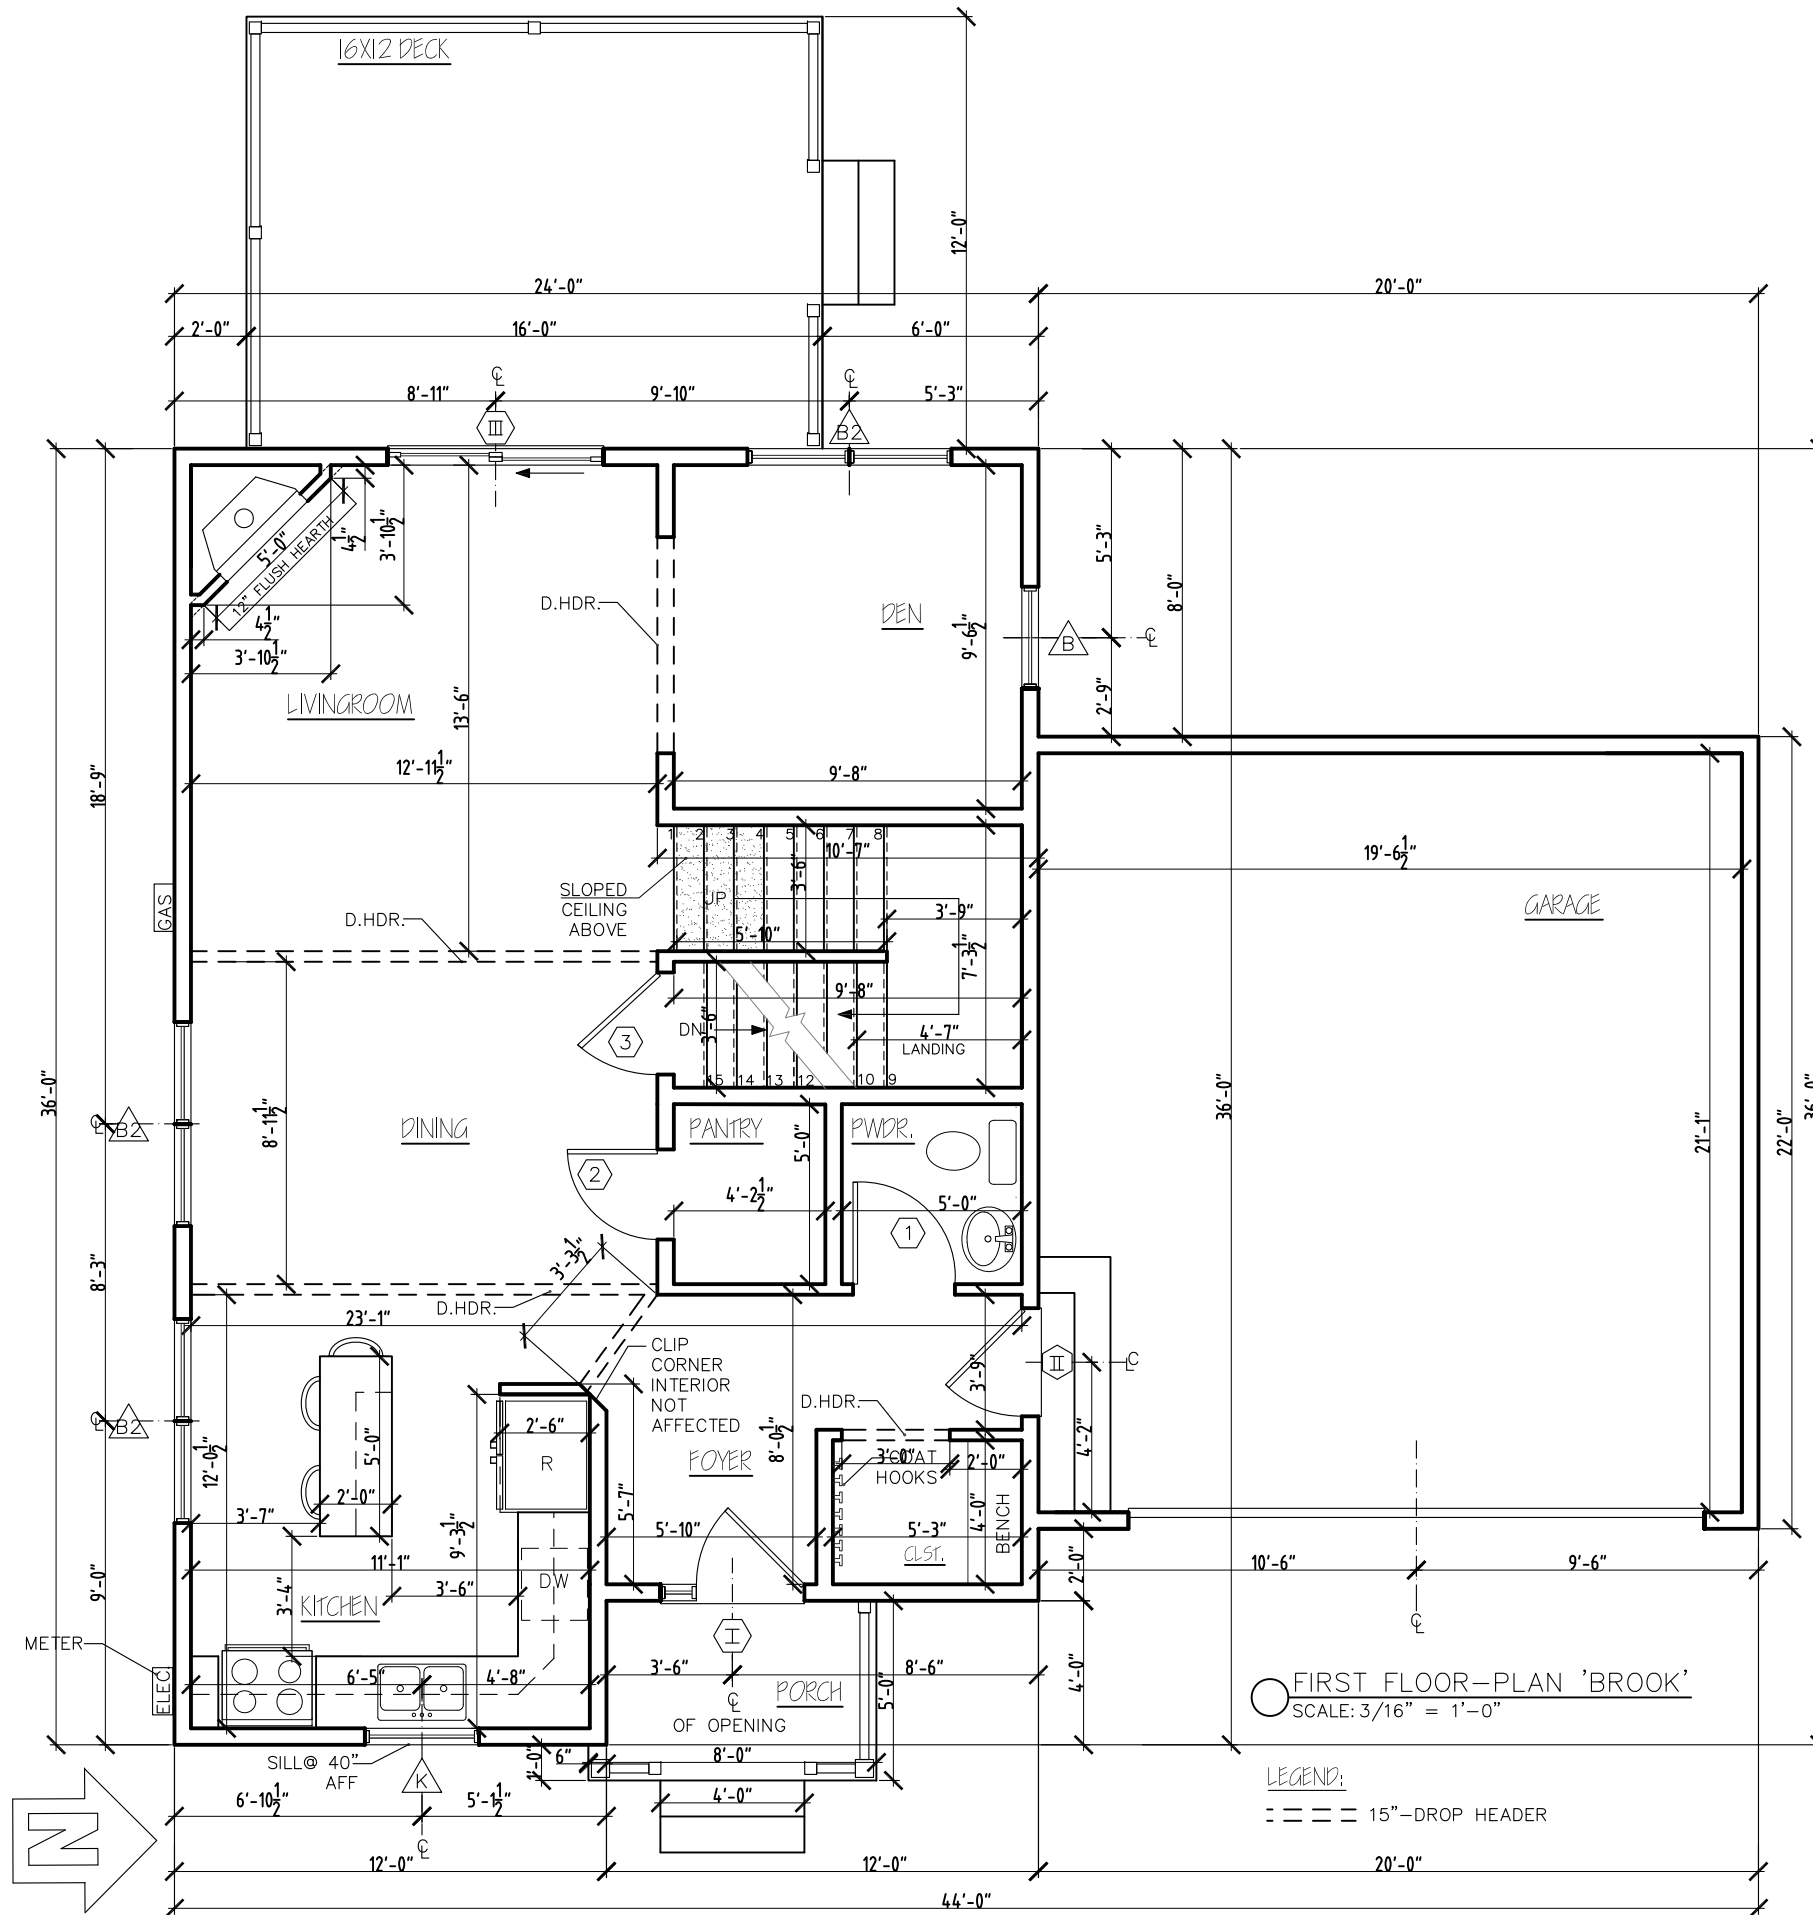 16X12 DECK
12'-0"
24'-0"
20'-0"
2'-0"
16'-0"
6'-0"
8'-11"
9'-10"
5'-3"
III
B2
5'-0"
12" FLUSH HEARTH
4 1/2"
3'-10 1/2"
4 1/2"
3'-10 1/2"
D.HDR.
DEN
9'-6 1/2"
B
5'-3"
2'-9"
8'-0"
LIVINGROOM
13'-6"
12'-11 1/2"
9'-8"
18'-9"
36'-0"
1 2 3 4 5 6 7 8
10'-7"
3'-6"
19'-6 1/2"
SLOPED
CEILING
ABOVE
UP
GAS
D.HDR.
3'-9"
5'-10"
7'-3 1/2"
GARAGE
9'-8"
DN
3'-6"
4'-7"
LANDING
3
15 14 13 12 10 9
8'-11 1/2"
B2
DINING
PANTRY
PWDR.
5'-0"
2
4'-2 1/2"
5'-0"
1
36'-0"
21'-1"
22'-0"
36'-0"
8'-3"
3'-3 1/2"
D.HDR.
23'-1"
CLIP
CORNER
INTERIOR
NOT
AFFECTED
II
3'-9"
D.HDR.
4'-2"
B2
12'-0 1/2"
5'-0"
2'-6"
R
FOYER
8'-0 1/2"
3'-0"
COAT
HOOKS
2'-0"
2'-0"
3'-7"
9'-3 1/2"
5'-7"
4'-0"
BENCH
5'-10"
5'-3"
CLST.
11'-1"
3'-6"
DW
3'-4"
KITCHEN
9'-0"
2'-0"
10'-6"
9'-6"
METER
ELEC
6'-5"
4'-8"
I
3'-6"
8'-6"
PORCH
5'-0"
4'-0"
OF OPENING
SILL@ 40"
AFF
K
1'-0"
6"
8'-0"
4'-0"
6'-10 1/2"
5'-1 1/2"
FIRST FLOOR-PLAN 'BROOK'
SCALE: 3/16" = 1'-0"
LEGEND:
15"-DROP HEADER
N
12'-0"
12'-0"
20'-0"
44'-0"